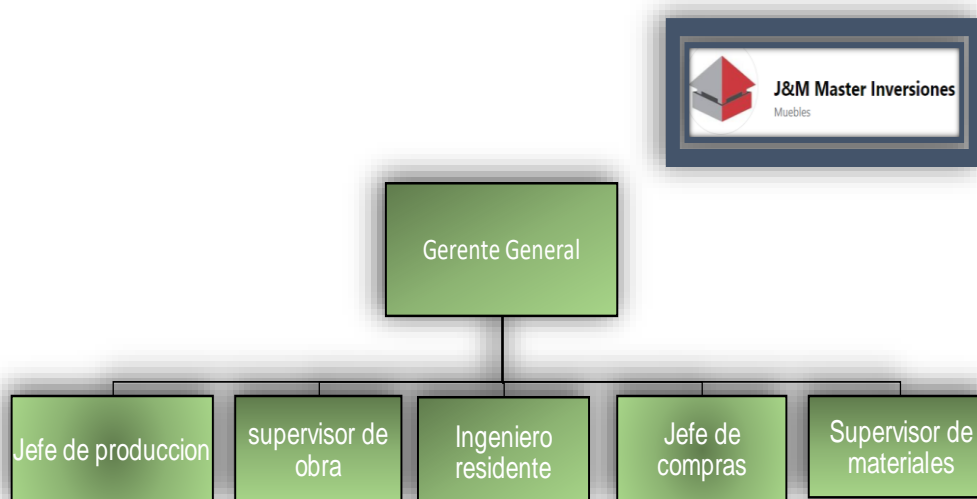 J&M Master Inversiones
Muebles
Gerente General
Jefe de produccion
supervisor de
obra
Ingeniero
residente
Jefe de
compras
Supervisor de
materiales